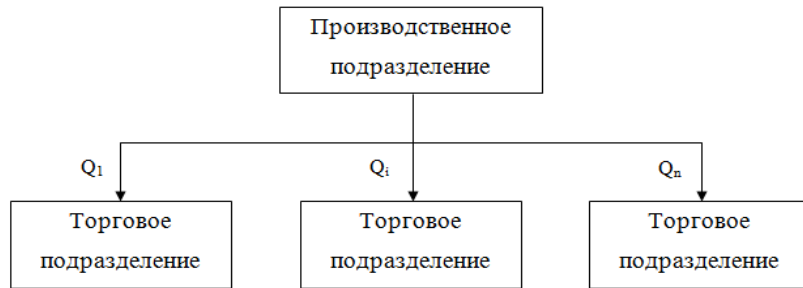 Производственное
подразделение
Q₁
Qᵢ
Qₙ
Торговое
подразделение
Торговое
подразделение
Торговое
подразделение